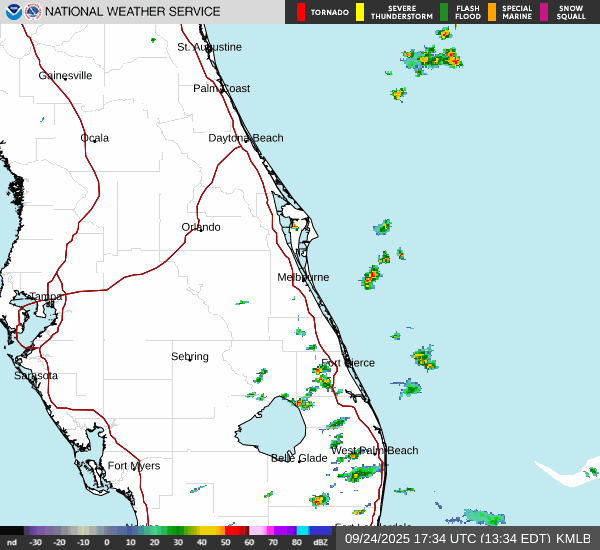 NATIONAL WEATHER SERVICE
TORNADO
SEVERE THUNDERSTORM
FLASH FLOOD
SPECIAL MARINE
SNOW SQUALL
St. Augustine
Gainesville
Palm Coast
Ocala
Daytona Beach
Orlando
Melbourne
Tampa
Sebring
Fort Pierce
Sarasota
West Palm Beach
Belle Glade
Fort Myers
Fort Lauderdale
nd -30 -20 -10 0 10 20 30 40 50 60 70 80 dBZ
09/24/2025 17:34 UTC (13:34 EDT) KMLB